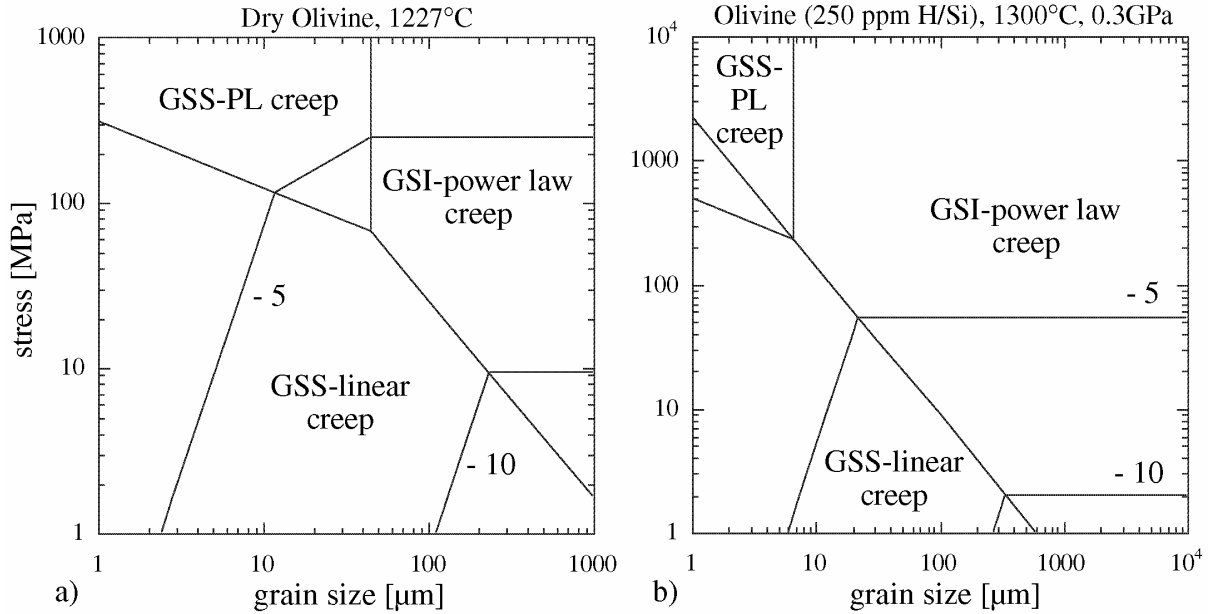 Dry Olivine, 1227°C
1000
100
10
1
stress [MPa]
GSS-PL creep
GSI-power law
creep
- 5
GSS-linear
creep
- 10
1 10 100 1000
a) grain size [µm]
Olivine (250 ppm H/Si), 1300°C, 0.3GPa
10⁴
1000
100
10
1
GSS-
PL
creep
GSI-power law
creep
- 5
GSS-linear
creep
- 10
1 10 100 1000 10⁴
b) grain size [µm]